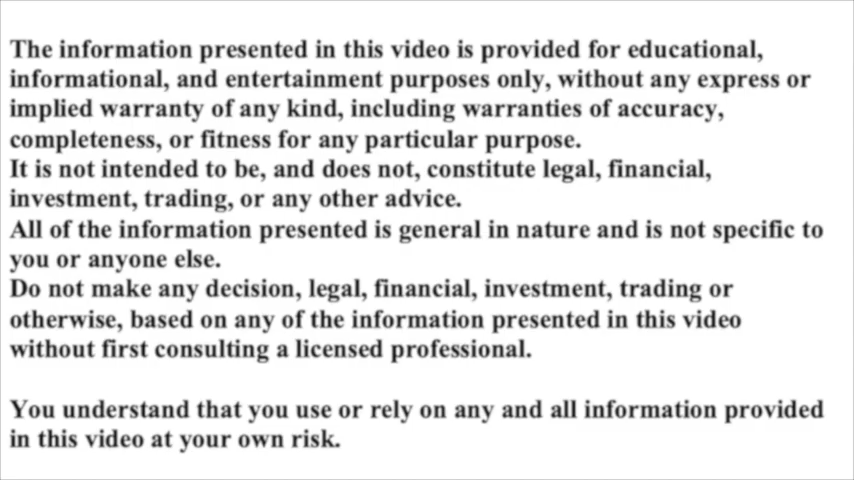 The information presented in this video is provided for educational,
informational, and entertainment purposes only, without any express or
implied warranty of any kind, including warranties of accuracy,
completeness, or fitness for any particular purpose.
It is not intended to be, and does not, constitute legal, financial,
investment, trading, or any other advice.
All of the information presented is general in nature and is not specific to
you or anyone else.
Do not make any decision, legal, financial, investment, trading or
otherwise, based on any of the information presented in this video
without first consulting a licensed professional.
You understand that you use or rely on any and all information provided
in this video at your own risk.